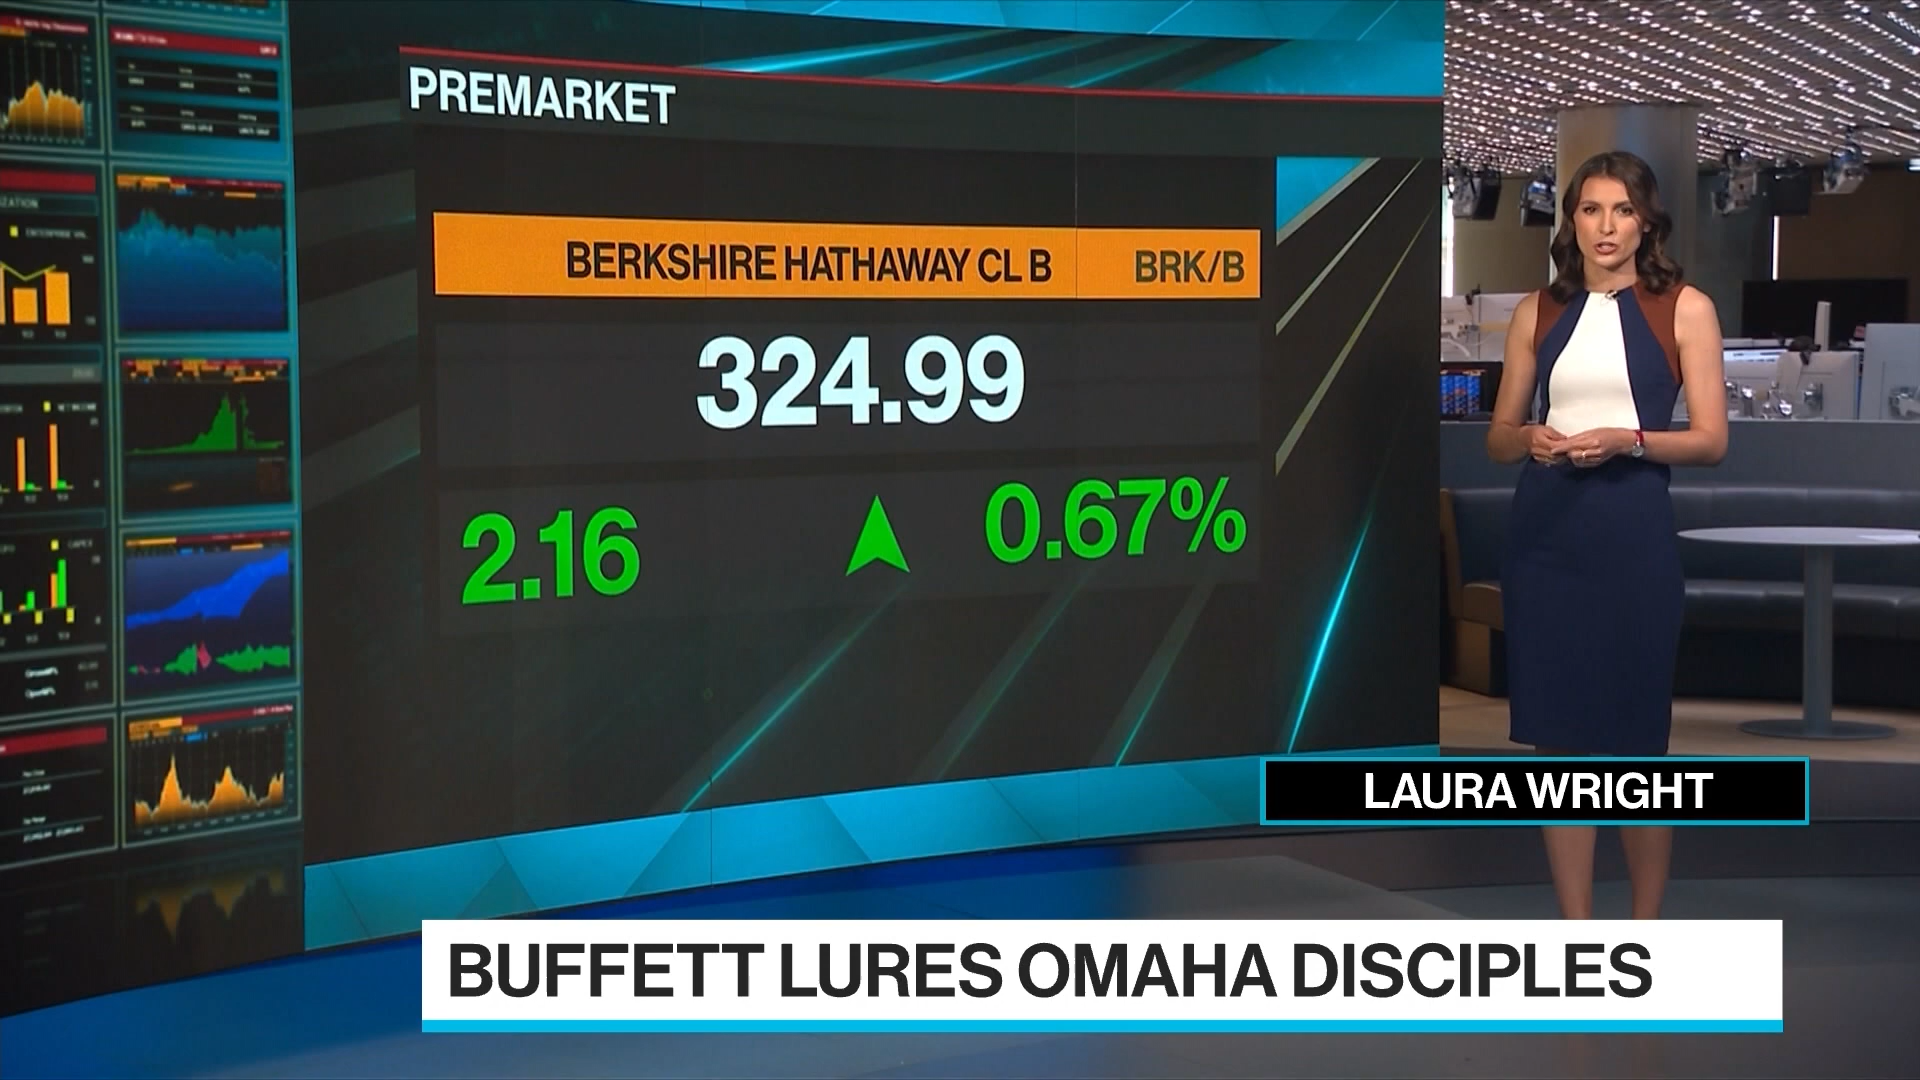 PREMARKET
BERKSHIRE HATHAWAY CL B BRK/B
324.99
2.16 0.67%
LAURA WRIGHT
BUFFETT LURES OMAHA DISCIPLES